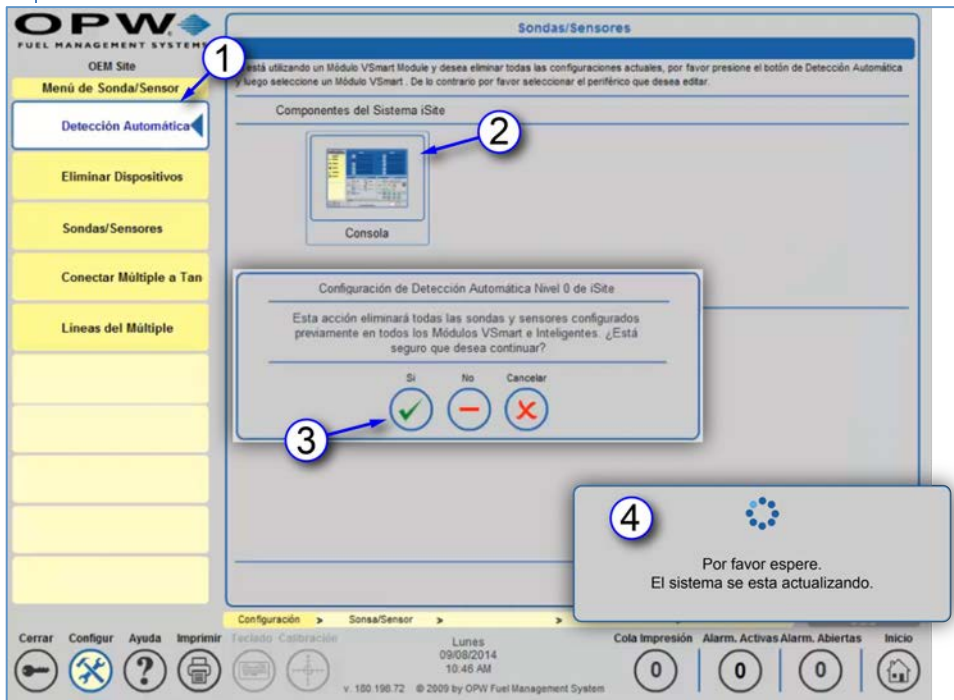 OPW
FUEL MANAGEMENT SYSTEMS
OEM Site
Menú de Sonda/Sensor
1
Detección Automática
Eliminar Dispositivos
Sondas/Sensores
Conectar Múltiple a Tan
Líneas del Múltiple
Sondas/Sensores
está utilizando un Módulo VSmart Module y desea eliminar todas las configuraciones actuales, por favor presione el botón de Detección Automática
y luego seleccione un Módulo VSmart . De lo contrario por favor seleccionar el periférico que desea editar.
Componentes del Sistema iSite
2
Consola
Configuración de Detección Automática Nivel 0 de iSite
Esta acción eliminará todas las sondas y sensores configurados
previamente en todos los Módulos VSmart e Inteligentes. ¿Está
seguro que desea continuar?
Si No Cancelar
3
4
Por favor espere.
El sistema se esta actualizando.
Configuración > Sonsa/Sensor > >
Cerrar Configur Ayuda Imprimir Teclado Calibración
Lunes
09/08/2014
10:46 AM
v. 180.198.72 © 2009 by OPW Fuel Management System
Cola Impresión Alarm. Activas Alarm. Abiertas Inicio
0 0 0